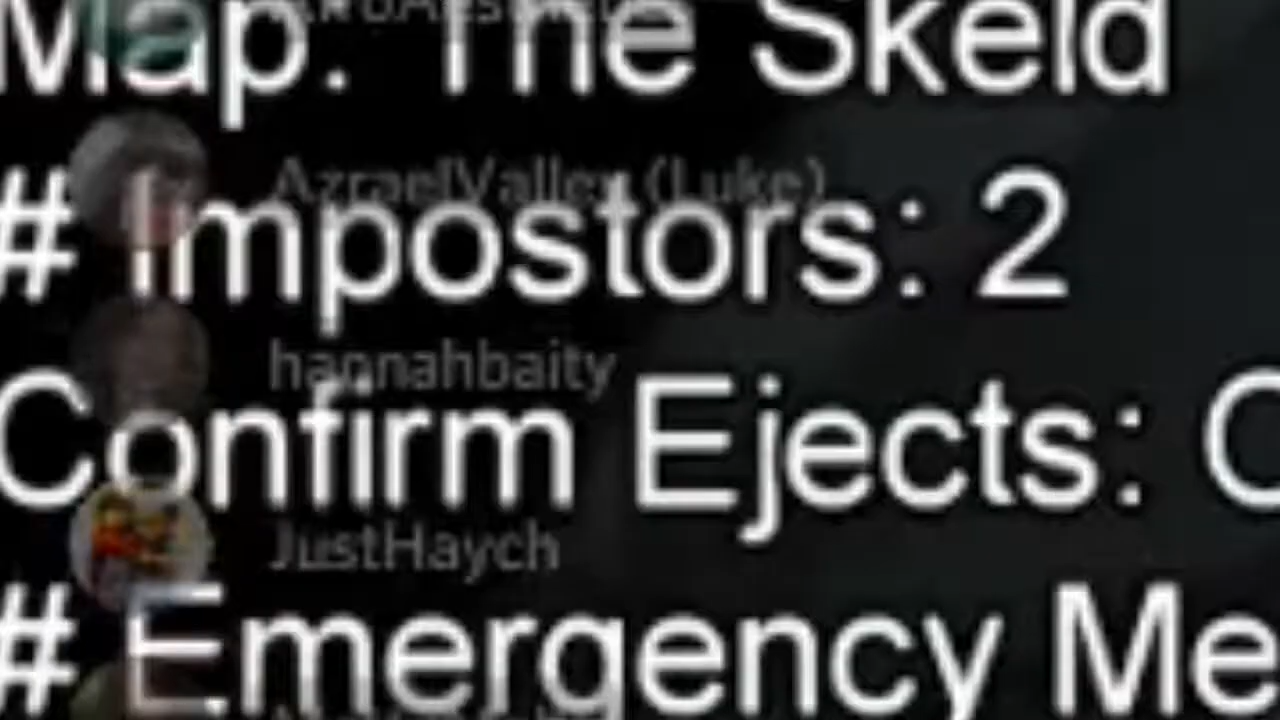 Map: The Skeld
AzraelValley (Luke)
# Impostors: 2
hannahbaity
Confirm Ejects:
JustHaych
# Emergency Me